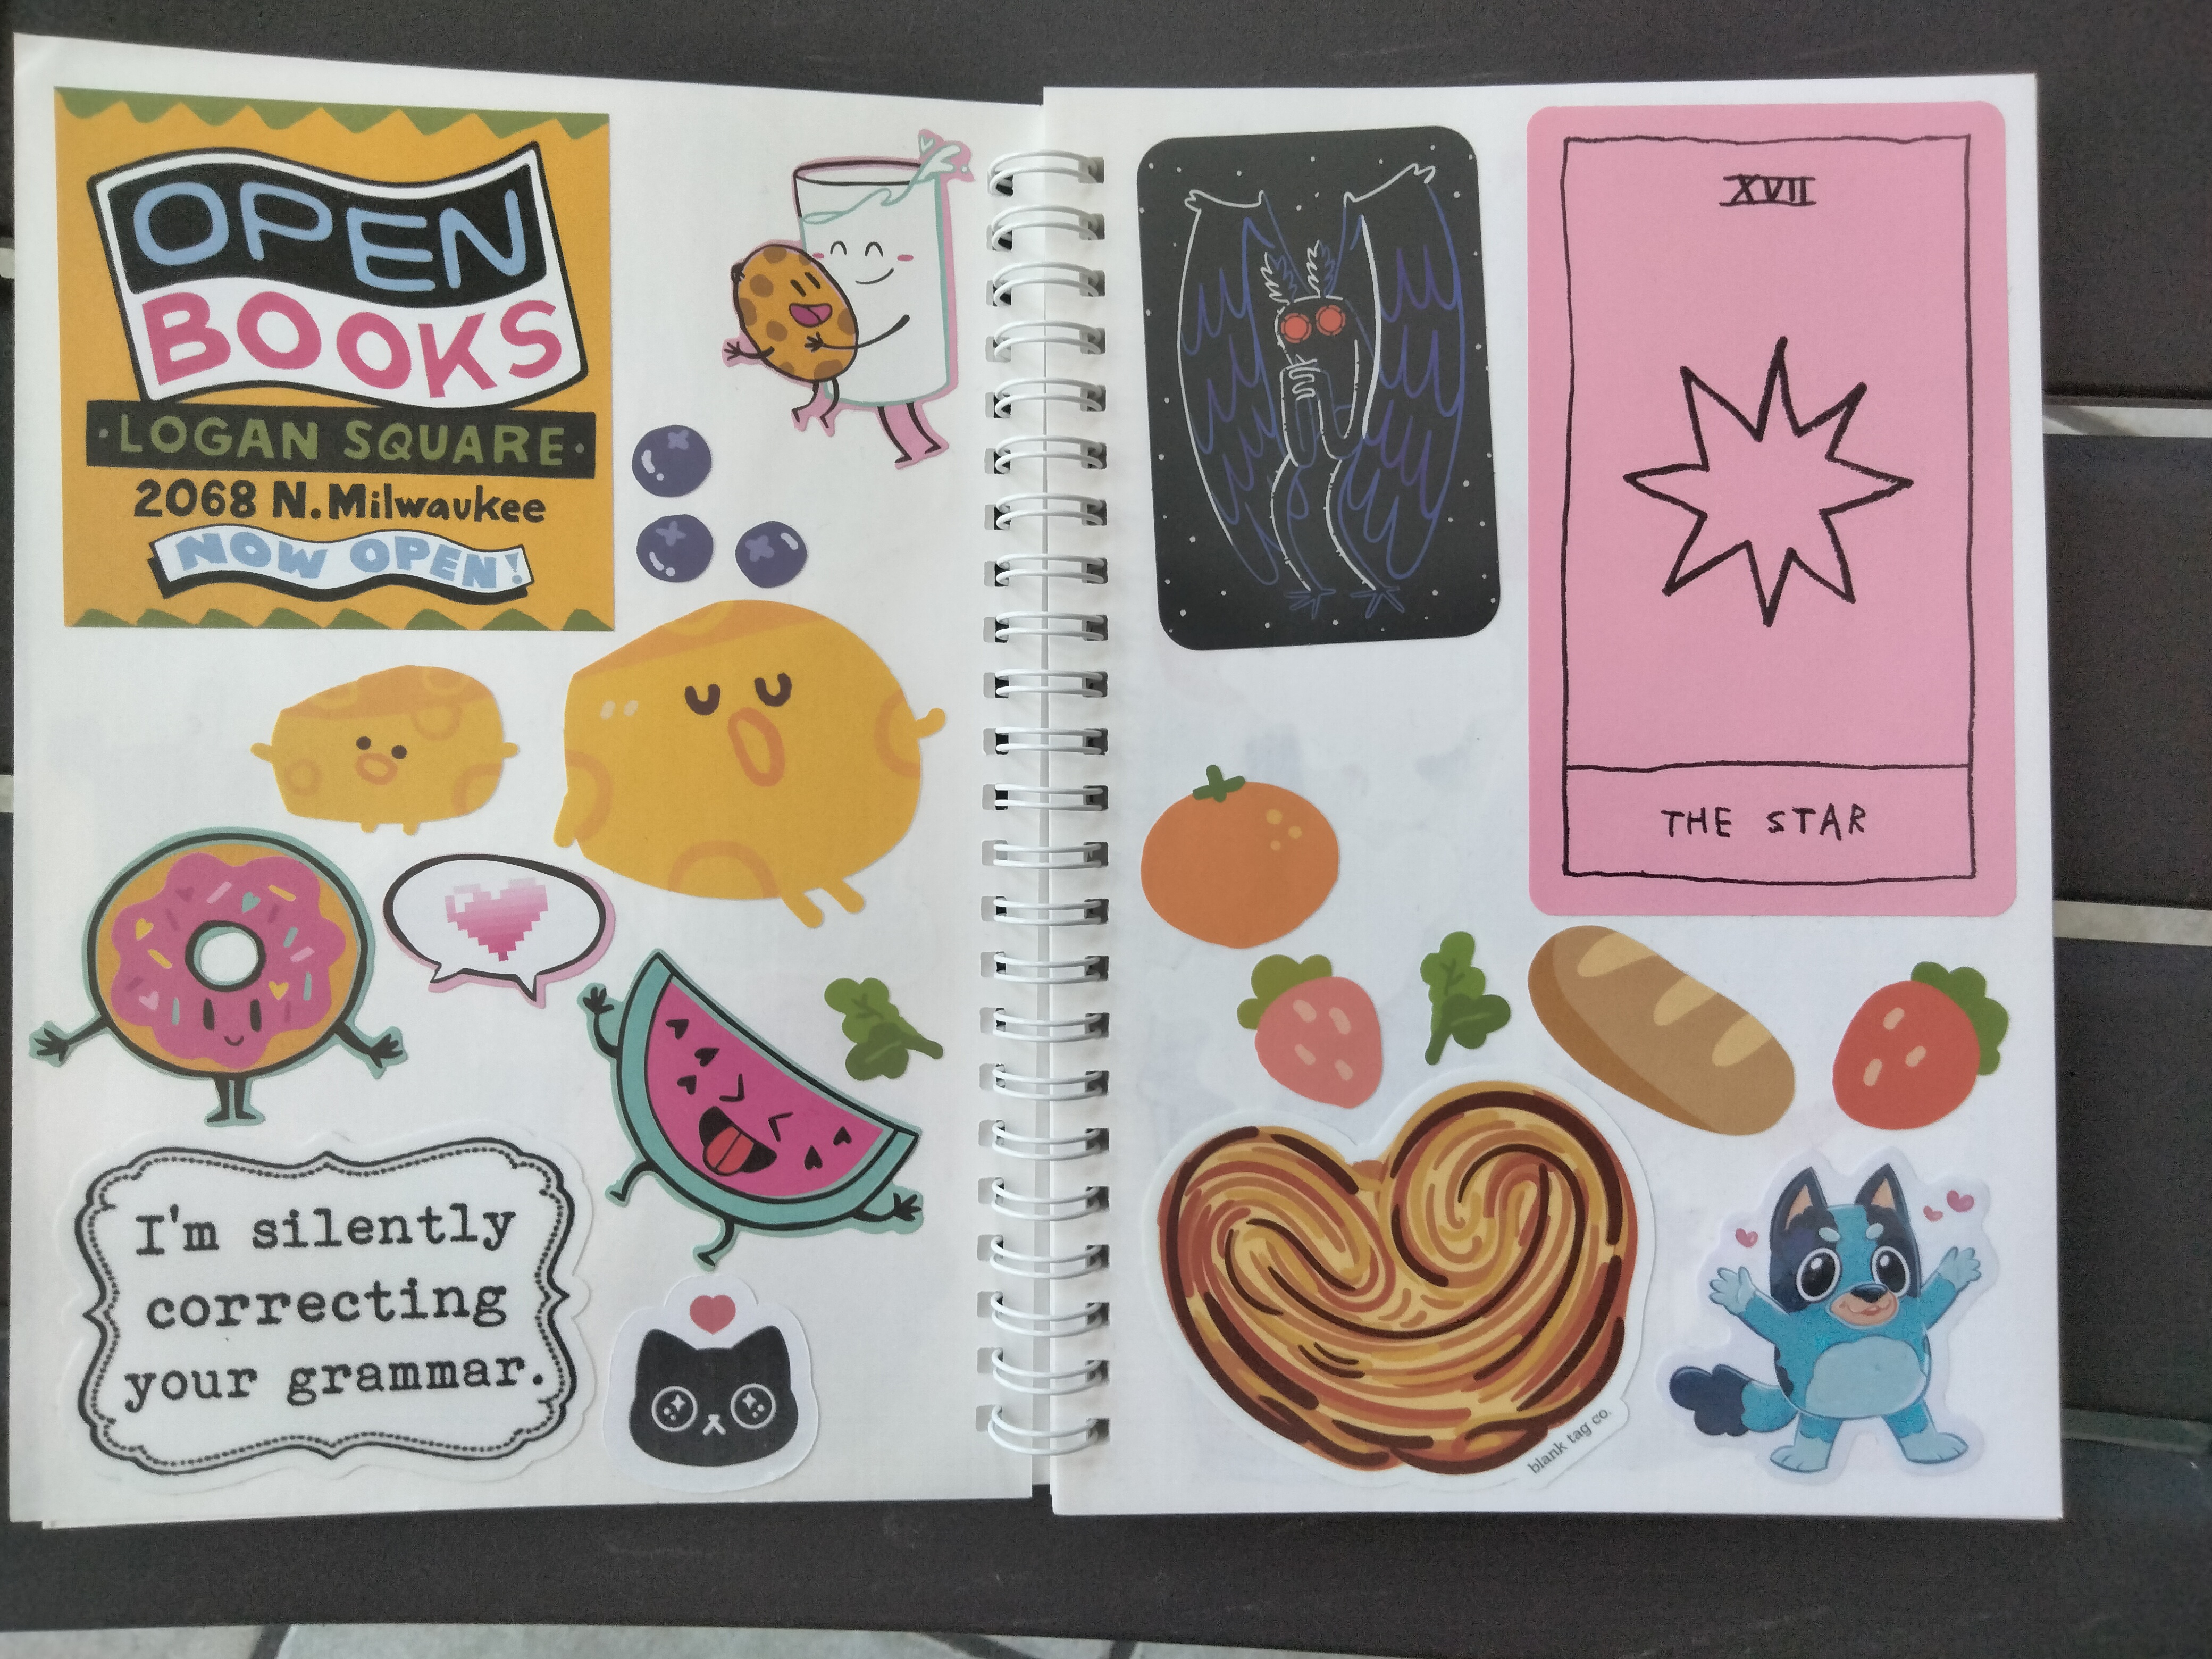 OPEN
BOOKS
·LOGAN SQUARE·
2068 N. Milwaukee
NOW OPEN!
I'm silently
correcting
your grammar.
XVII
THE STAR
blank tag co.